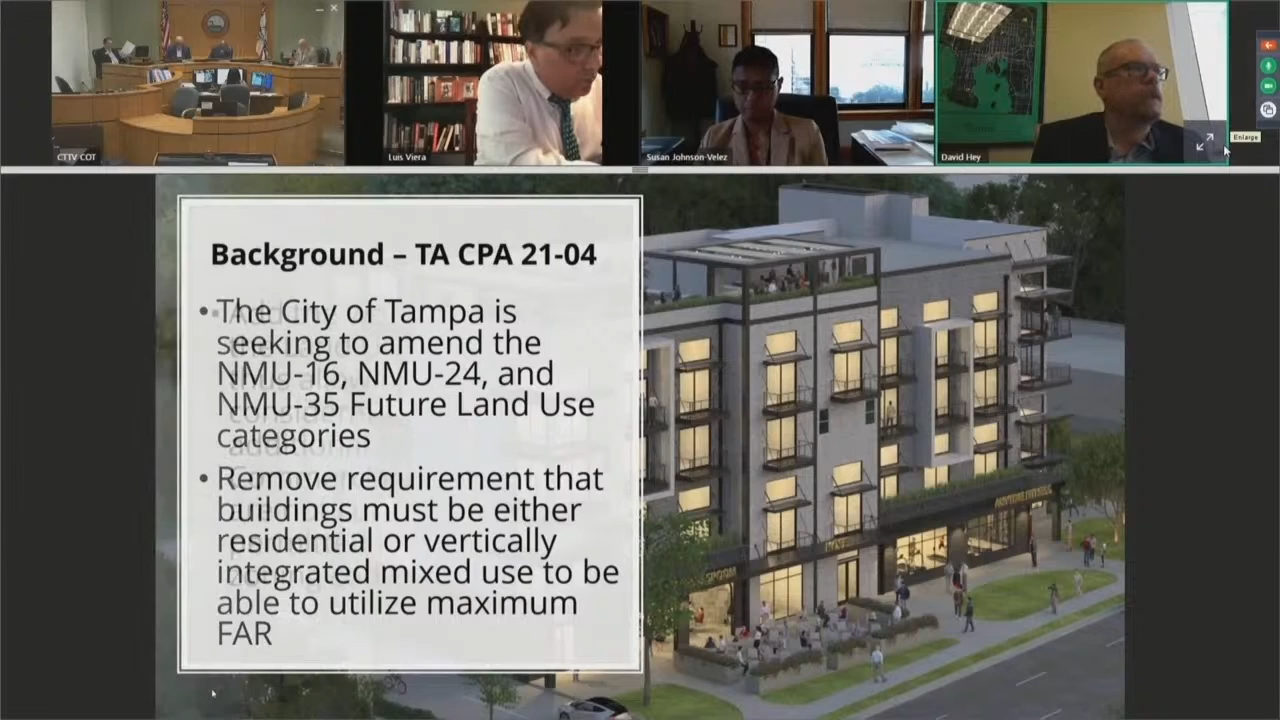 CTTV COT
Luis Viera
Susan Johnson-Velez
David Hey
Enlarge
Background – TA CPA 21-04
• The City of Tampa is
seeking to amend the
NMU-16, NMU-24, and
NMU-35 Future Land Use
categories
• Remove requirement that
buildings must be either
residential or vertically
integrated mixed use to be
able to utilize maximum
FAR